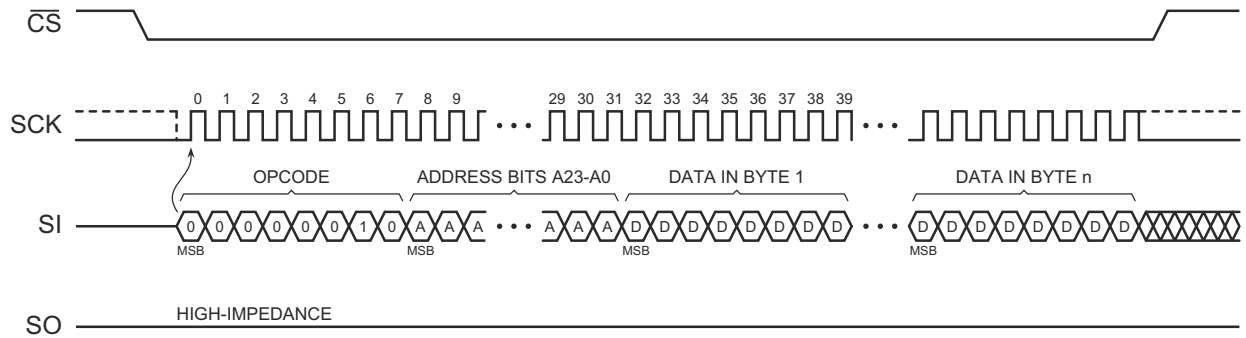 CS
0 1 2 3 4 5 6 7 8 9 29 30 31 32 33 34 35 36 37 38 39
SCK • • • • • •
OPCODE ADDRESS BITS A23-A0 DATA IN BYTE 1 DATA IN BYTE n
SI 0 0 0 0 0 0 1 0 A A A • • • A A A D D D D D D D D • • • D D D D D D D D
MSB MSB MSB MSB
HIGH-IMPEDANCE
SO